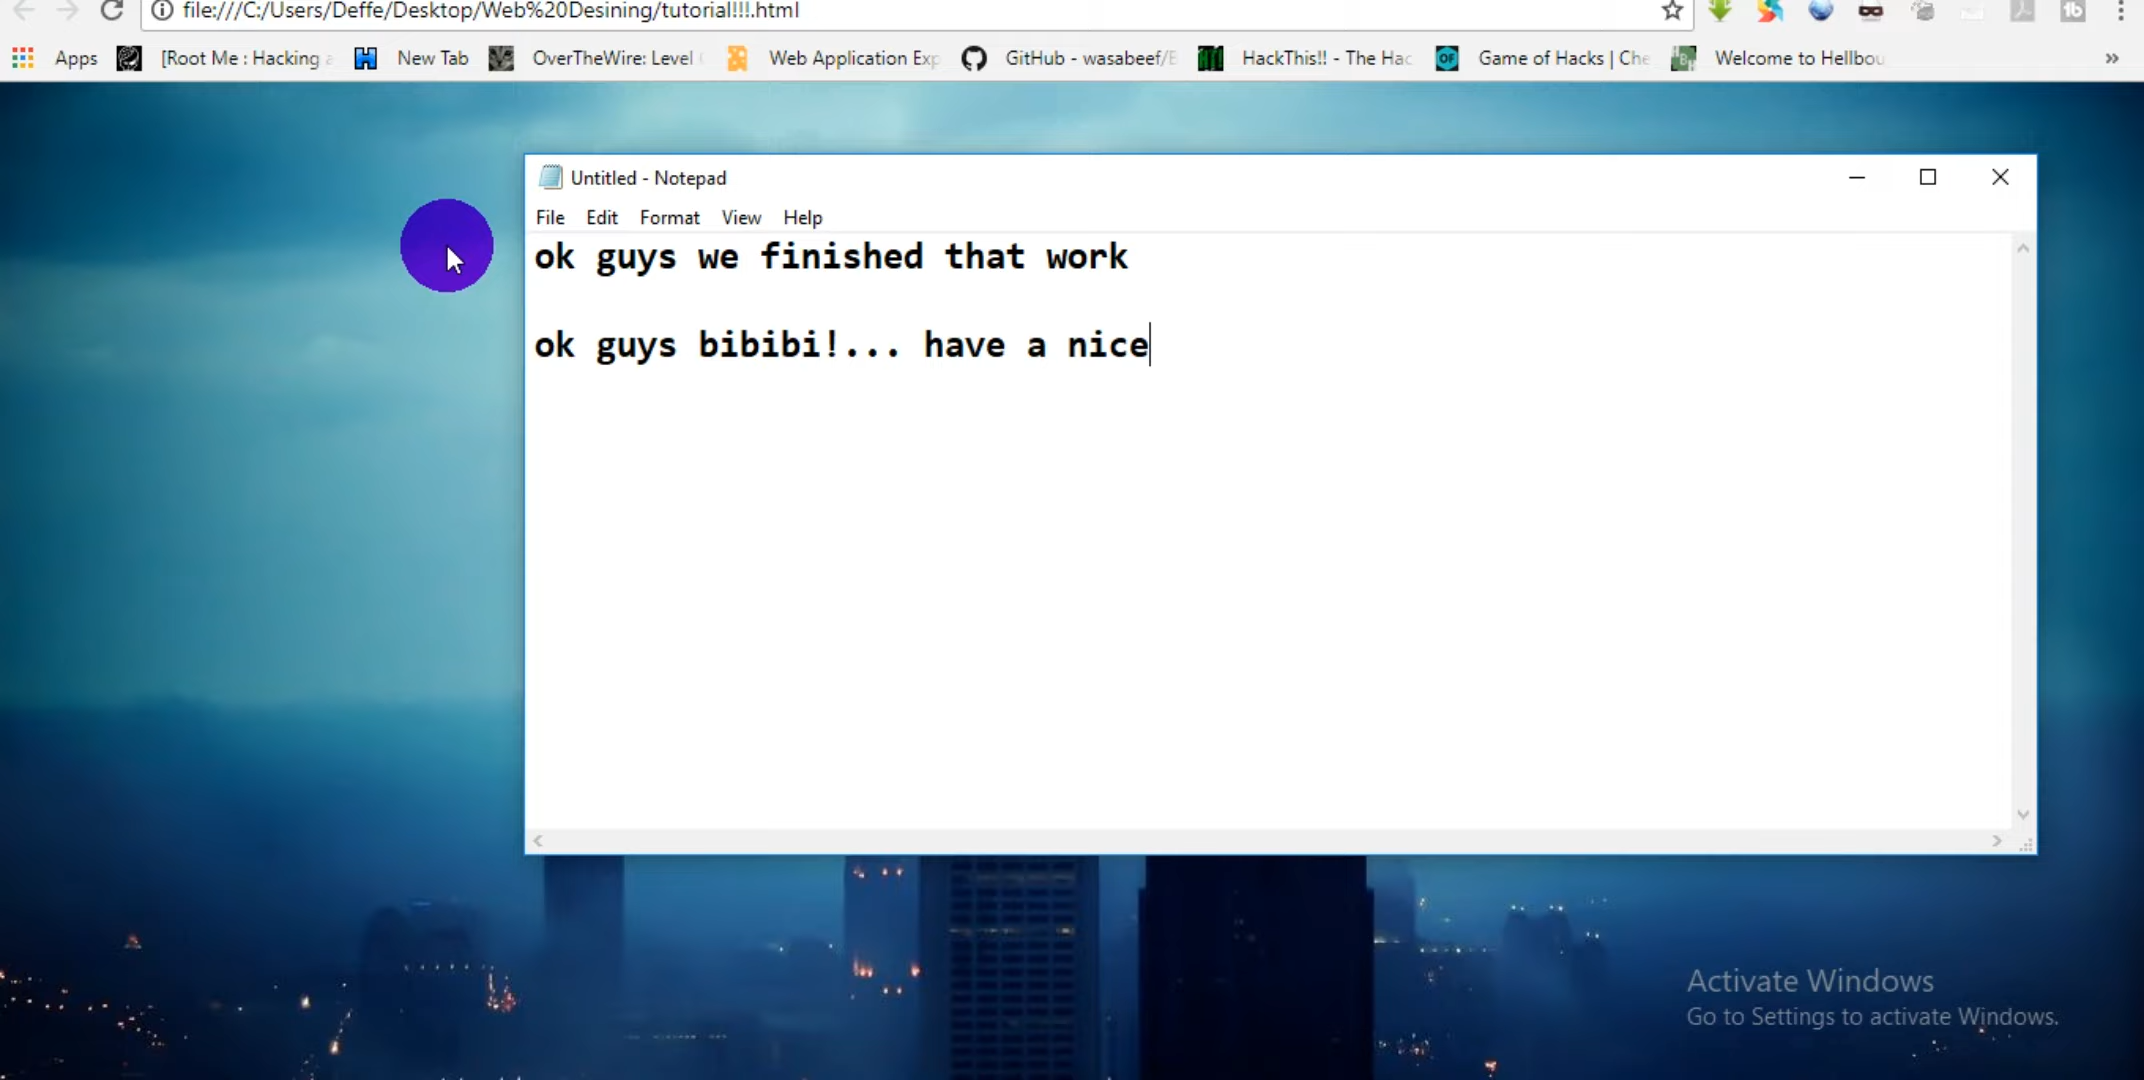 file:///C:/Users/Deffe/Desktop/Web%20Desining/tutorial!!!.html
Apps [Root Me : Hacking New Tab OverTheWire: Level Web Application Exp GitHub - wasabeef/ HackThis!! - The Hac Game of Hacks | Che Welcome to Hellbou »
Untitled - Notepad
File Edit Format View Help
ok guys we finished that work
ok guys bibibi!... have a nice
Activate Windows
Go to Settings to activate Windows.